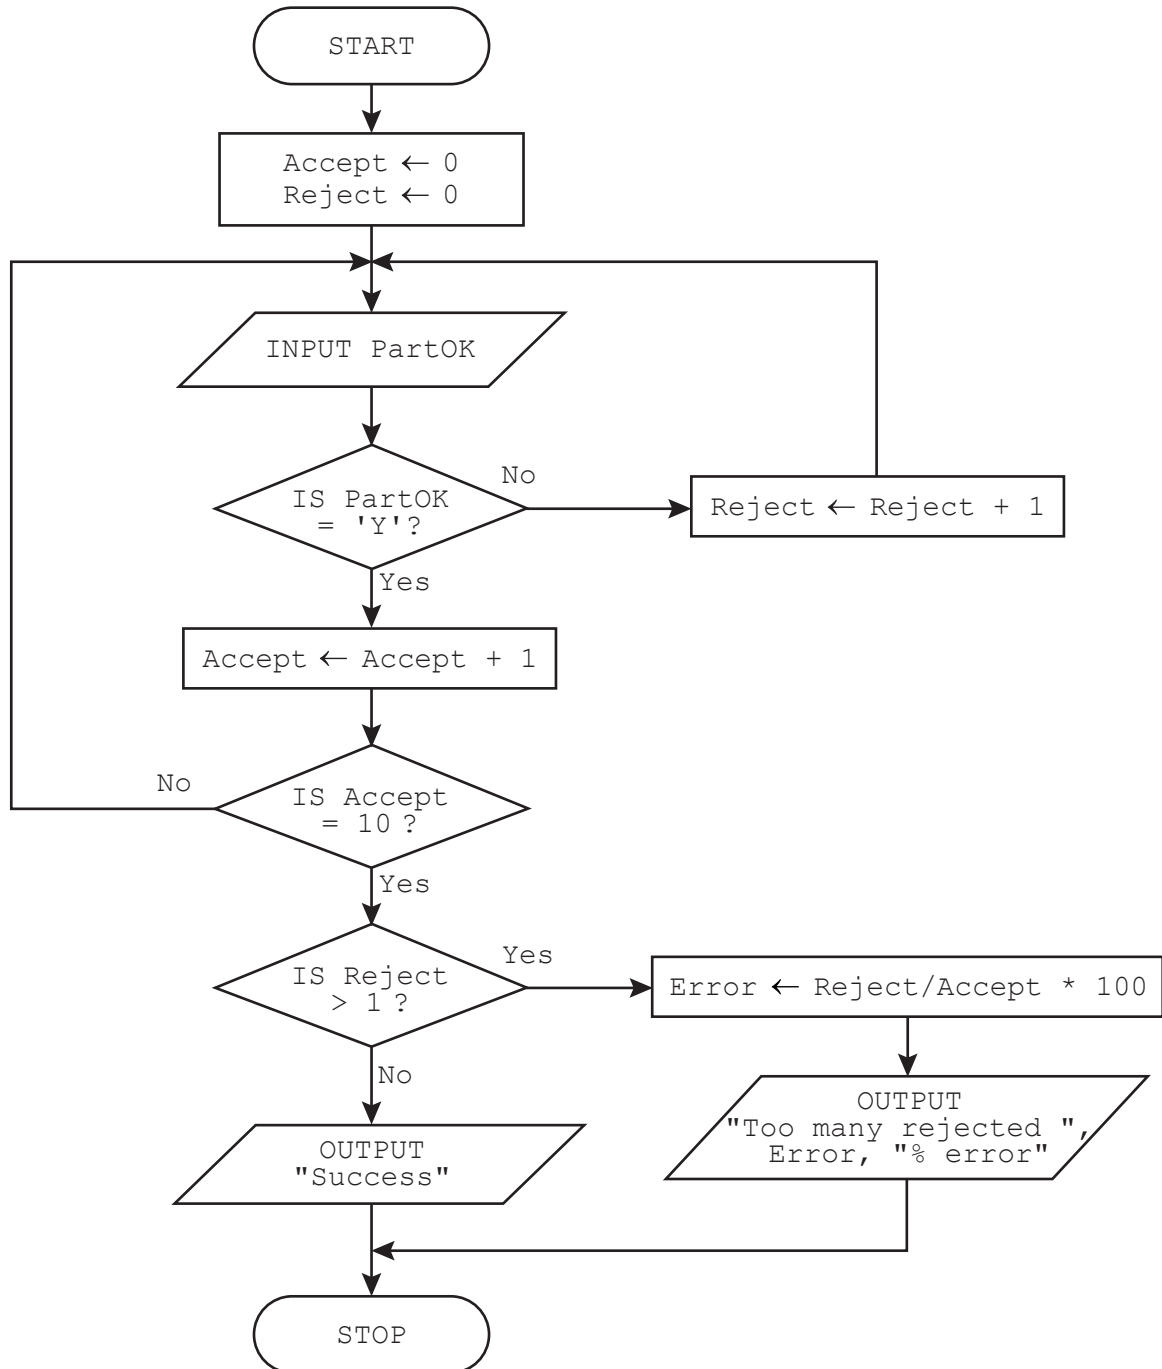 START
Accept ← 0
Reject ← 0
INPUT PartOK
IS PartOK
= 'Y'?
No
Reject ← Reject + 1
Yes
Accept ← Accept + 1
IS Accept
= 10 ?
No
Yes
IS Reject
> 1 ?
Yes
Error ← Reject/Accept * 100
No
OUTPUT
"Too many rejected ",
Error, "% error"
OUTPUT
"Success"
STOP